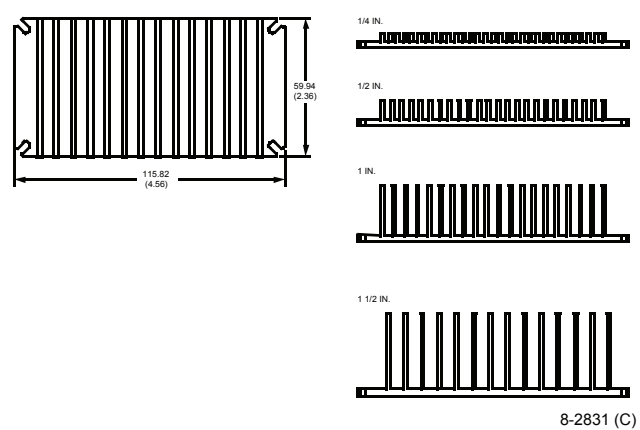 59.94
(2.36)
115.82
(4.56)
1/4 IN.
1/2 IN.
1 IN.
1 1/2 IN.
8-2831 (C)